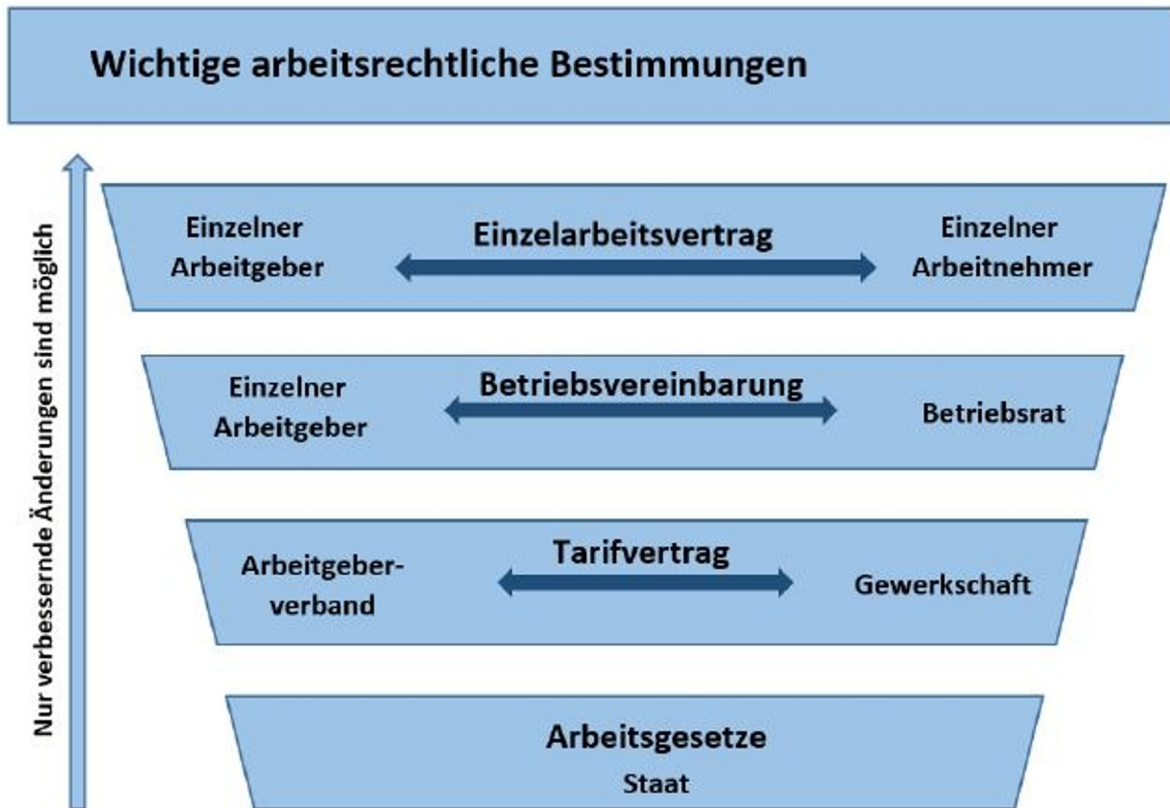 Wichtige arbeitsrechtliche Bestimmungen
Nur verbessernde Änderungen sind möglich
Einzelner
Arbeitgeber
Einzelarbeitsvertrag
Einzelner
Arbeitnehmer
Einzelner
Arbeitgeber
Betriebsvereinbarung
Betriebsrat
Arbeitgeber-
verband
Tarifvertrag
Gewerkschaft
Arbeitsgesetze
Staat